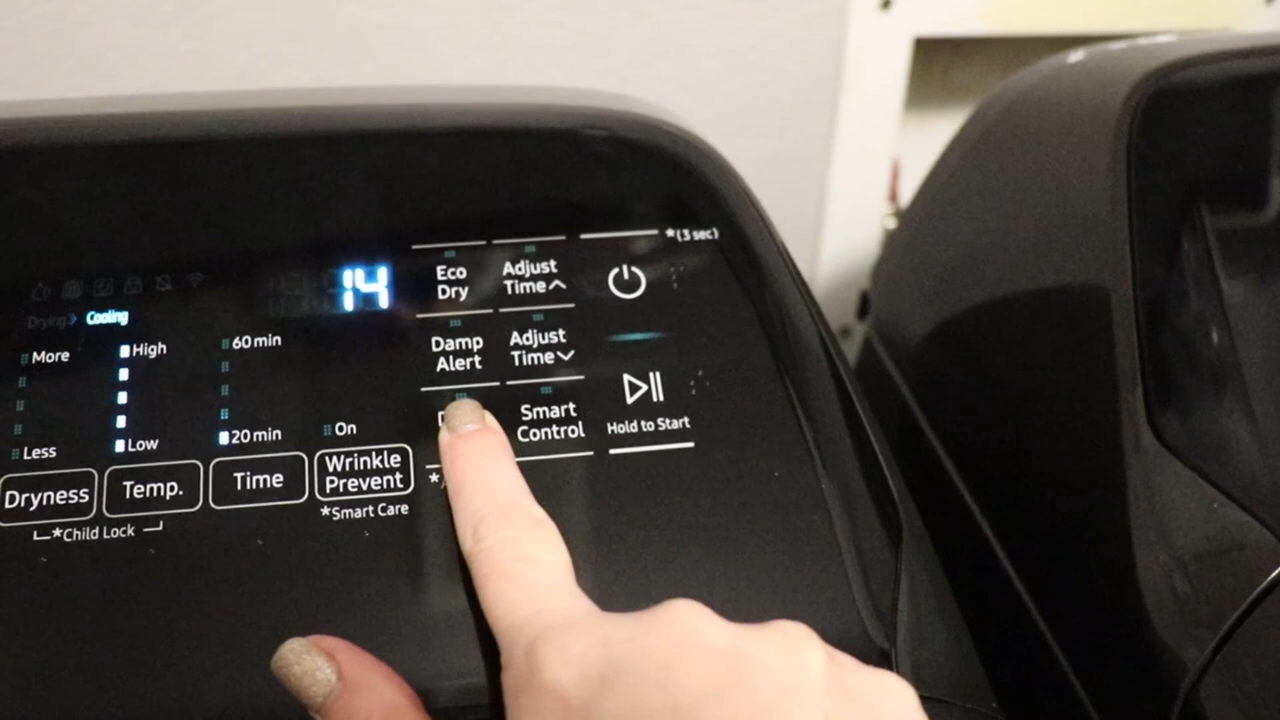 *(3 sec)
Eco
Dry
Adjust
Time
14
Drying
Cooling
Damp
Alert
Adjust
Time
More
High
60 min
Smart
Control
Hold to Start
Less
Low
20 min
On
Dryness
Temp.
Time
Wrinkle
Prevent
*Child Lock
*Smart Care